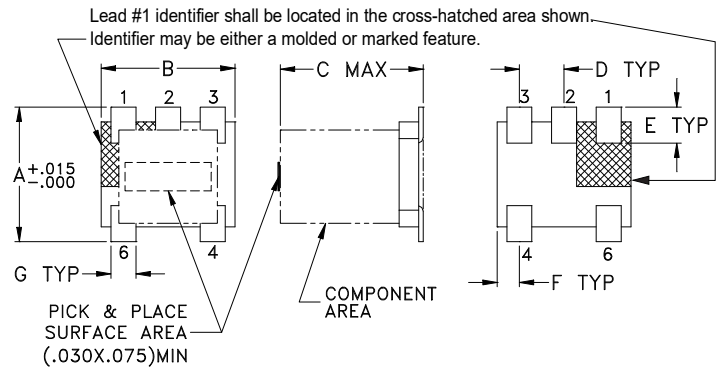 Lead #1 identifier shall be located in the cross-hatched area shown.
Identifier may be either a molded or marked feature.
B
C MAX
D TYP
1 2 3
3 2 1
E TYP
A+.015
-.000
6 4
4 6
G TYP
F TYP
COMPONENT
AREA
PICK & PLACE
SURFACE AREA
(.030X.075)MIN